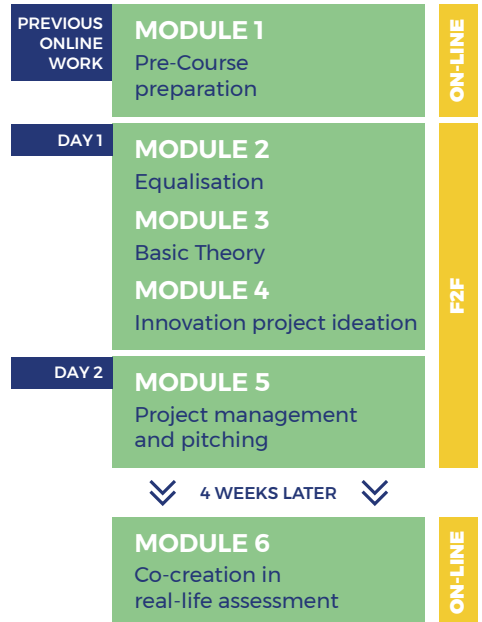 PREVIOUS
ONLINE
WORK
MODULE 1
Pre-Course
preparation
ON-LINE
DAY 1
MODULE 2
Equalisation
MODULE 3
Basic Theory
MODULE 4
Innovation project ideation
F2F
DAY 2
MODULE 5
Project management
and pitching
4 WEEKS LATER
MODULE 6
Co-creation in
real-life assessment
ON-LINE